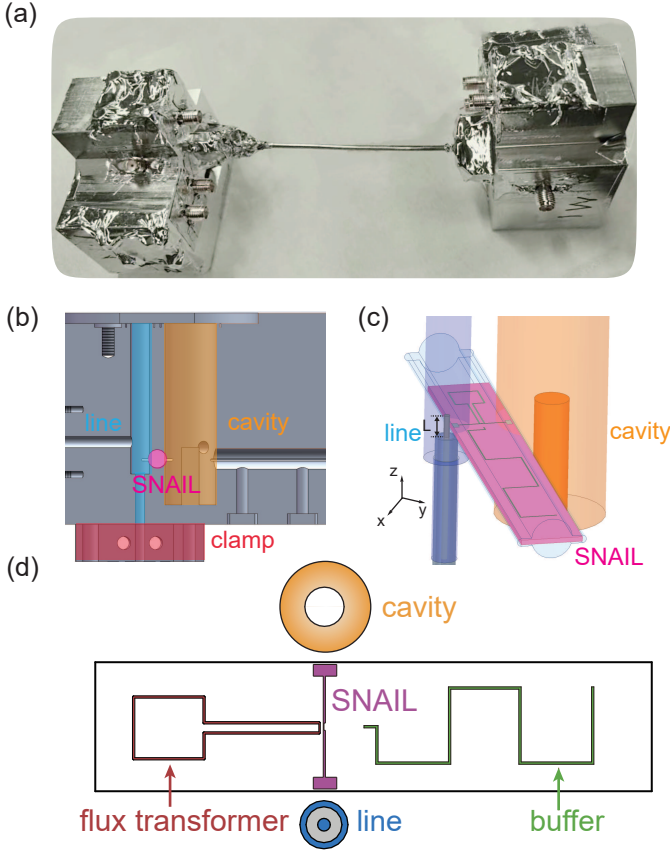 (a)
(b)
line
cavity
SNAIL
clamp
(c)
line
L
cavity
z
y
x
SNAIL
(d)
cavity
SNAIL
flux transformer
line
buffer